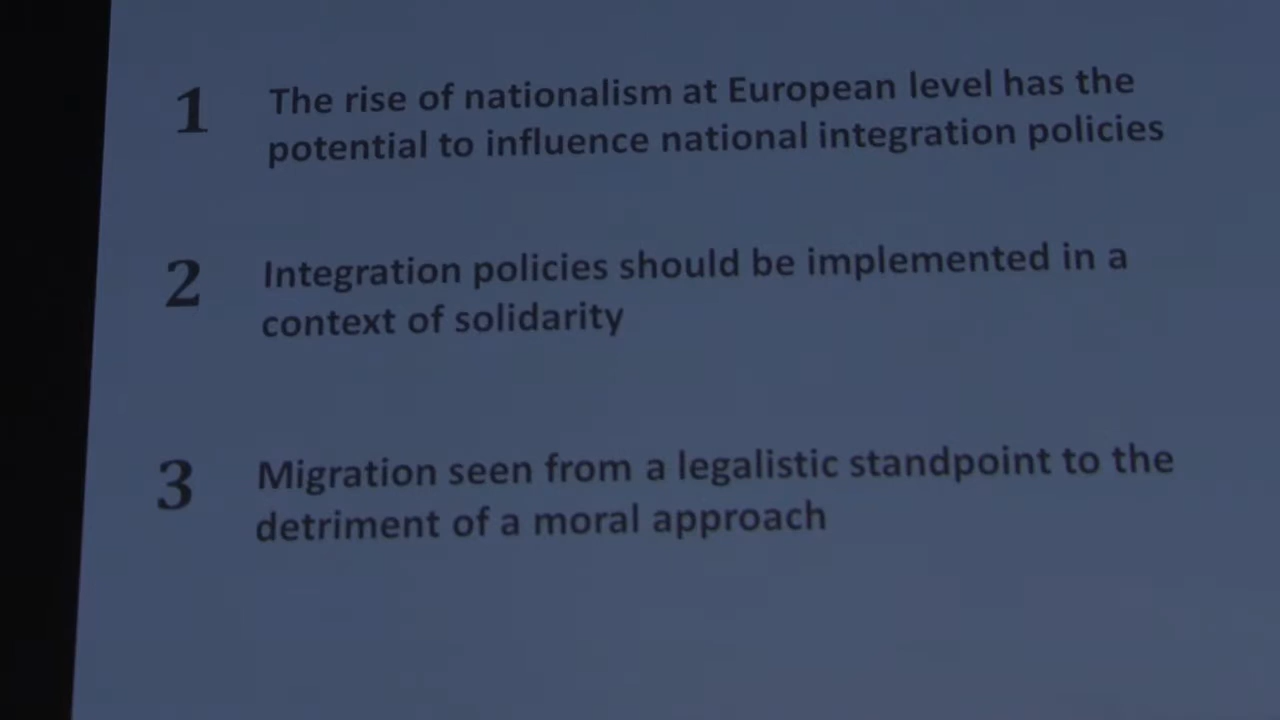 1 The rise of nationalism at European level has the
potential to influence national integration policies
2 Integration policies should be implemented in a
context of solidarity
3 Migration seen from a legalistic standpoint to the
detriment of a moral approach